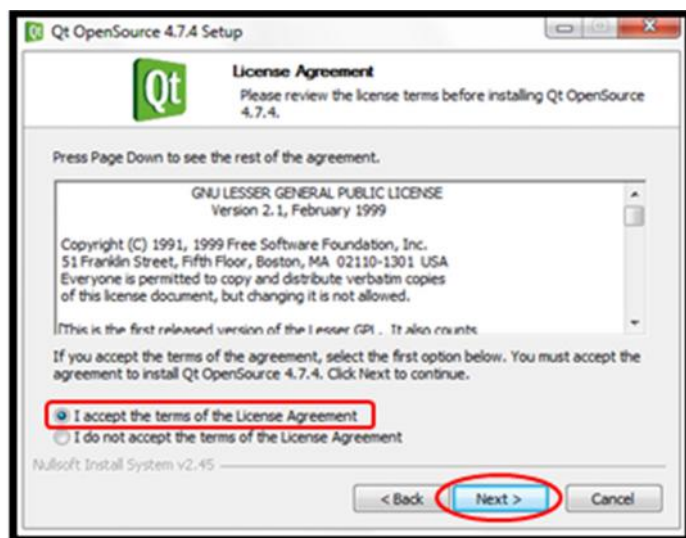 Qt OpenSource 4.7.4 Setup
Qt
License Agreement
Please review the license terms before installing Qt OpenSource
4.7.4.
Press Page Down to see the rest of the agreement.
GNU LESSER GENERAL PUBLIC LICENSE
Version 2.1, February 1999
Copyright (C) 1991, 1999 Free Software Foundation, Inc.
51 Franklin Street, Fifth Floor, Boston, MA 02110-1301 USA
Everyone is permitted to copy and distribute verbatim copies
of this license document, but changing it is not allowed.
[This is the first released version of the Lesser GPL. It also counts
If you accept the terms of the agreement, select the first option below. You must accept the
agreement to install Qt OpenSource 4.7.4. Click Next to continue.
I accept the terms of the License Agreement
I do not accept the terms of the License Agreement
Nullsoft Install System v2.45
< Back
Next >
Cancel